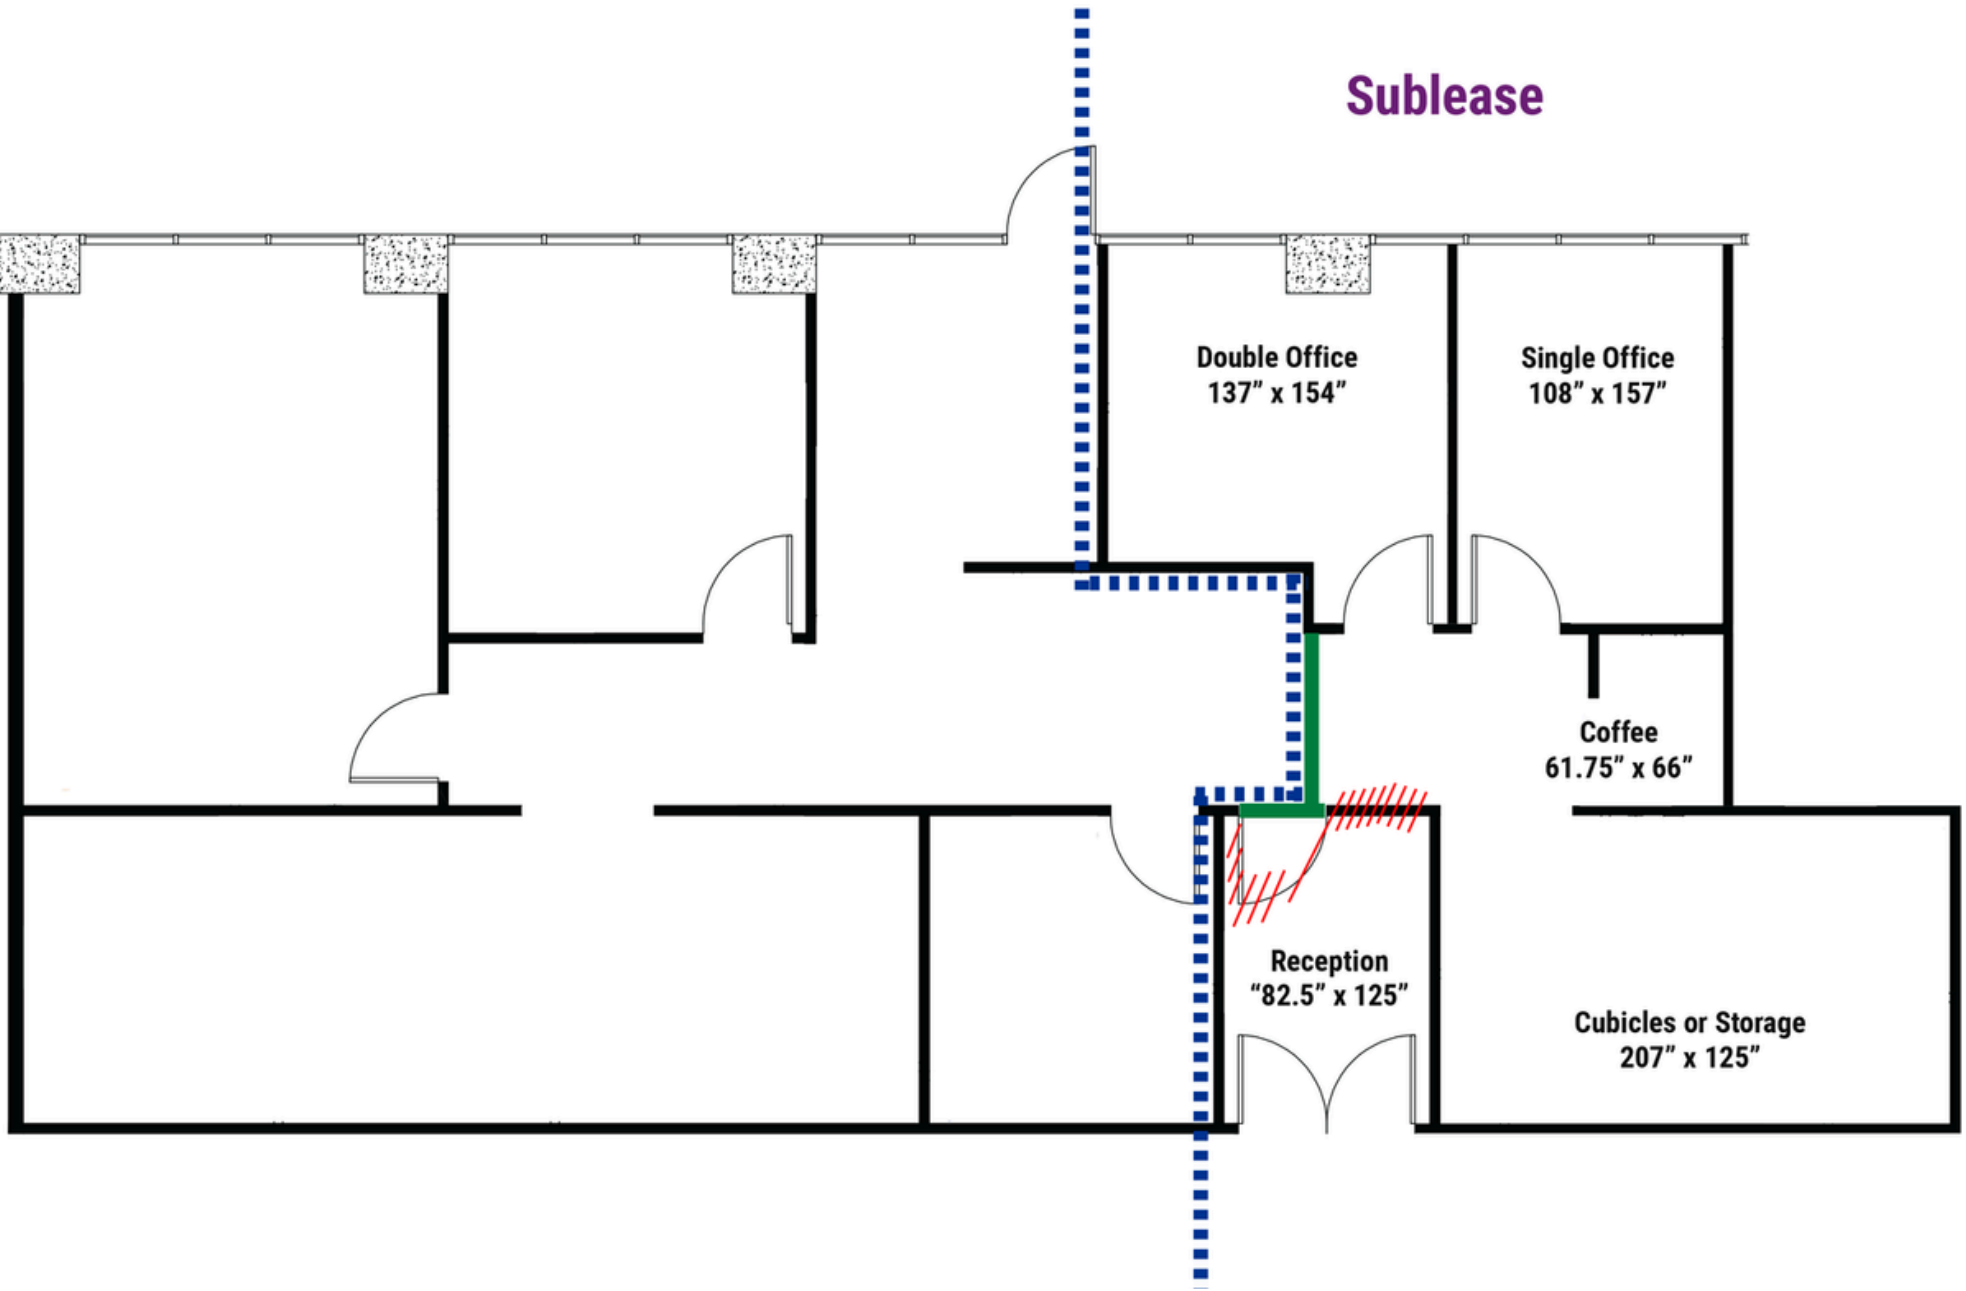 Sublease
Double Office
137” x 154”
Single Office
108” x 157”
Coffee
61.75” x 66”
Reception
“82.5” x 125”
Cubicles or Storage
207” x 125”